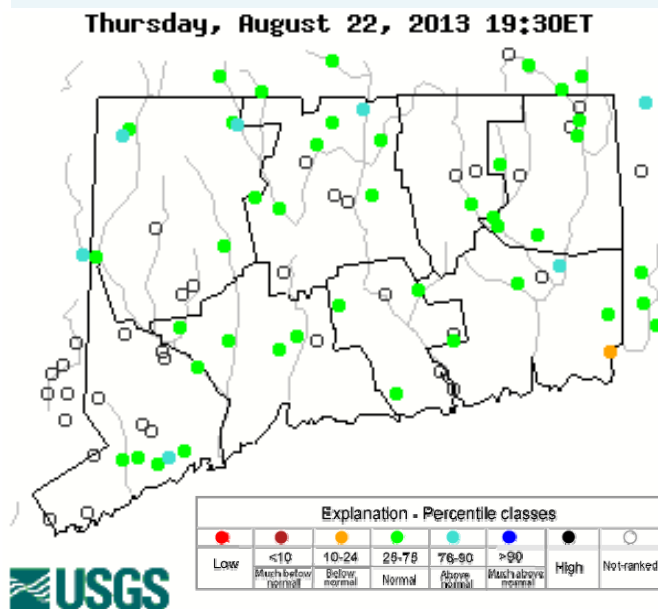 Thursday, August 22, 2013 19:30ET
Explanation - Percentile classes
Low <10 10-24 25-75 76-90 >90 High Not-ranked
Much below normal Below normal Normal Above normal Much above normal
USGS